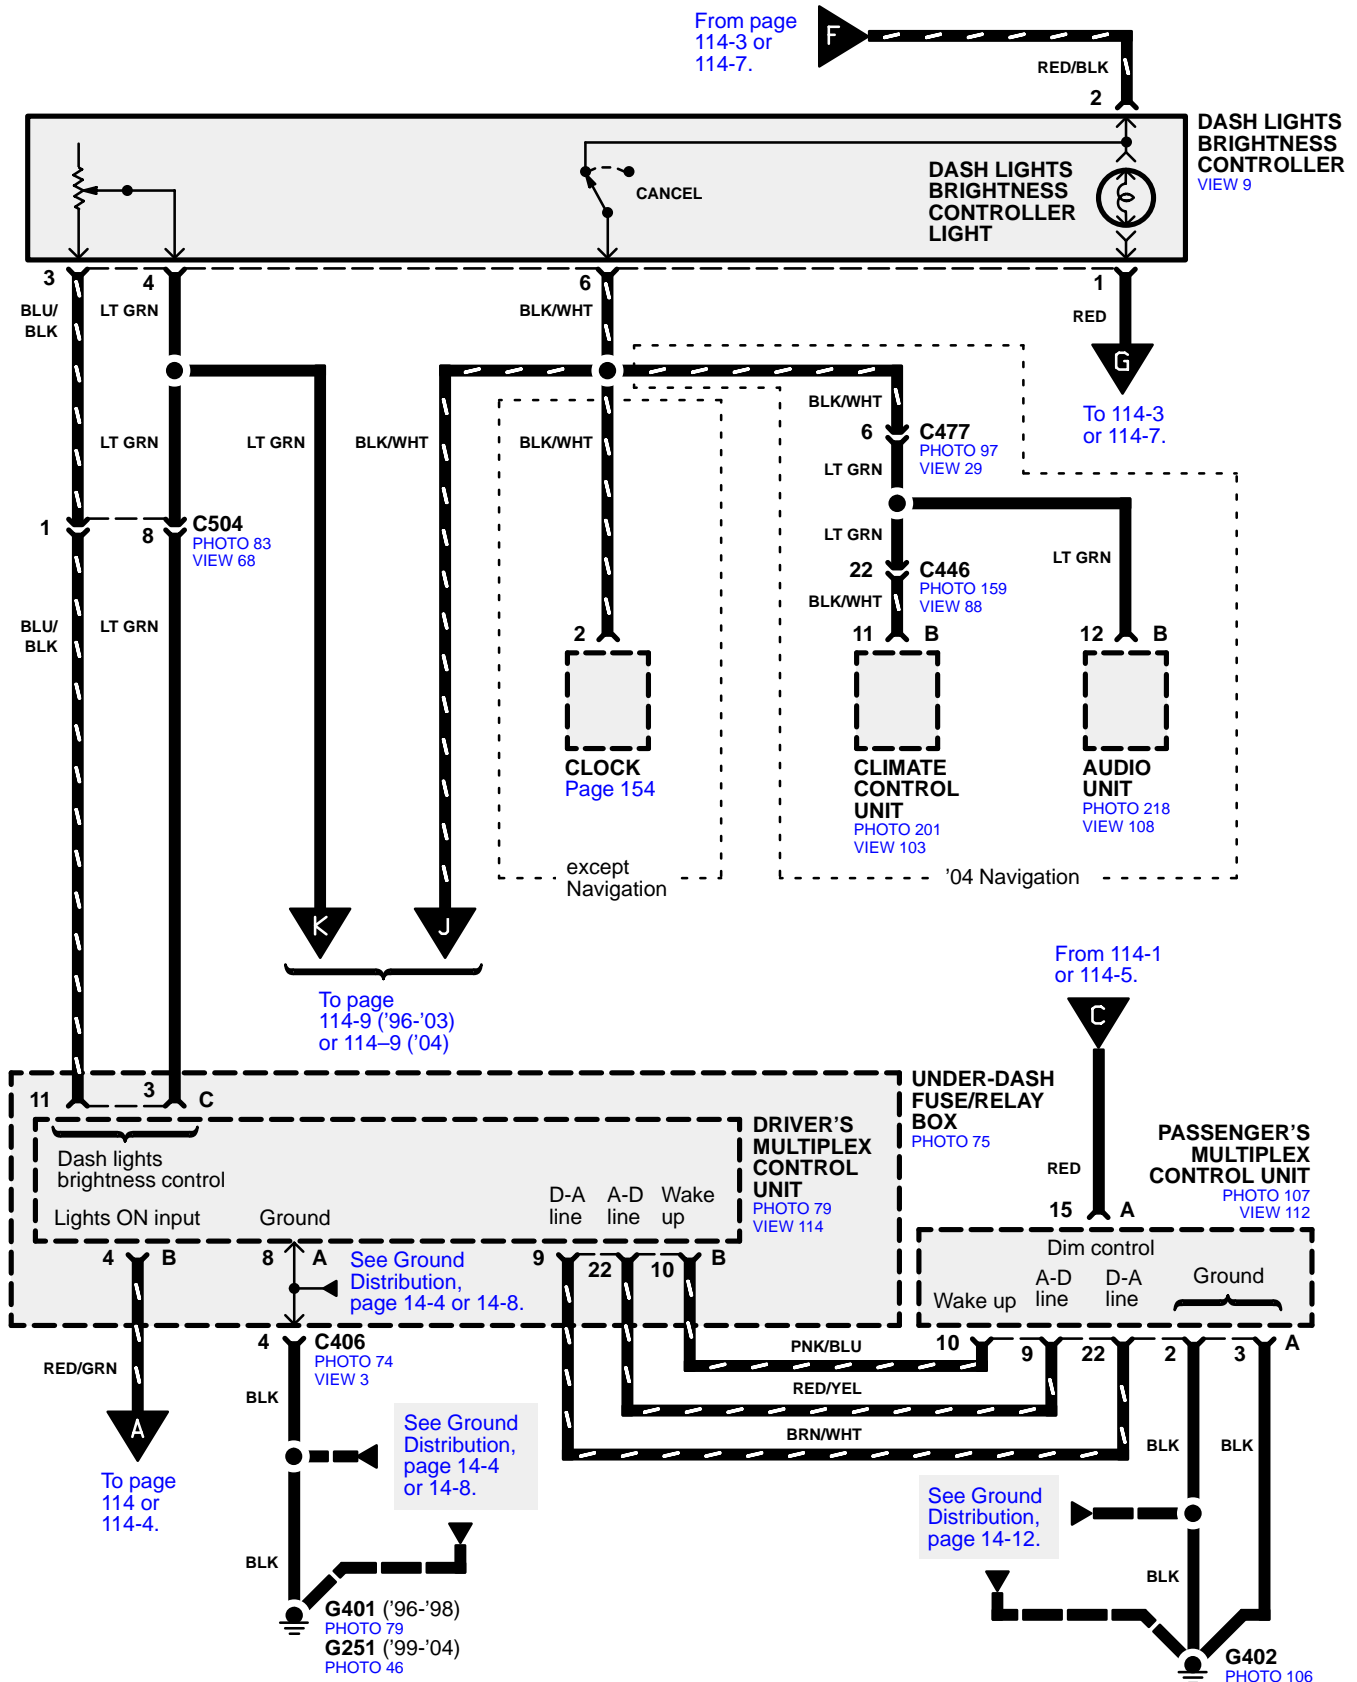 From page
114-3 or
114-7.
F
RED/BLK
2
DASH LIGHTS
BRIGHTNESS
CONTROLLER
VIEW 9
CANCEL
DASH LIGHTS
BRIGHTNESS
CONTROLLER
LIGHT
3
4
6
1
BLU/
BLK
LT GRN
BLK/WHT
RED
G
To 114-3
or 114-7.
LT GRN
LT GRN
BLK/WHT
BLK/WHT
BLK/WHT
6
C477
PHOTO 97
VIEW 29
LT GRN
1
8
C504
PHOTO 83
VIEW 68
LT GRN
LT GRN
22
C446
PHOTO 159
VIEW 88
BLK/WHT
BLU/
BLK
LT GRN
2
11
B
12
B
CLOCK
Page 154
CLIMATE
CONTROL
UNIT
PHOTO 201
VIEW 103
AUDIO
UNIT
PHOTO 218
VIEW 108
except
Navigation
'04 Navigation
K
J
To page
114-9 ('96-'03)
or 114–9 ('04)
From 114-1
or 114-5.
C
11
3
C
UNDER-DASH
FUSE/RELAY
BOX
PHOTO 75
DRIVER'S
MULTIPLEX
CONTROL
UNIT
PHOTO 79
VIEW 114
Dash lights
brightness control
Lights ON input
Ground
D-A
line
A-D
line
Wake
up
RED
PASSENGER'S
MULTIPLEX
CONTROL UNIT
PHOTO 107
VIEW 112
15
A
4
B
8
A
See Ground
Distribution,
page 14-4 or 14-8.
9
22
10
B
Dim control
Wake up
A-D
line
D-A
line
Ground
4
C406
PHOTO 74
VIEW 3
10
9
22
2
3
A
RED/GRN
BLK
PNK/BLU
RED/YEL
BRN/WHT
A
To page
114 or
114-4.
See Ground
Distribution,
page 14-4
or 14-8.
BLK
BLK
See Ground
Distribution,
page 14-12.
BLK
BLK
G401 ('96-'98)
PHOTO 79
G251 ('99-'04)
PHOTO 46
G402
PHOTO 106